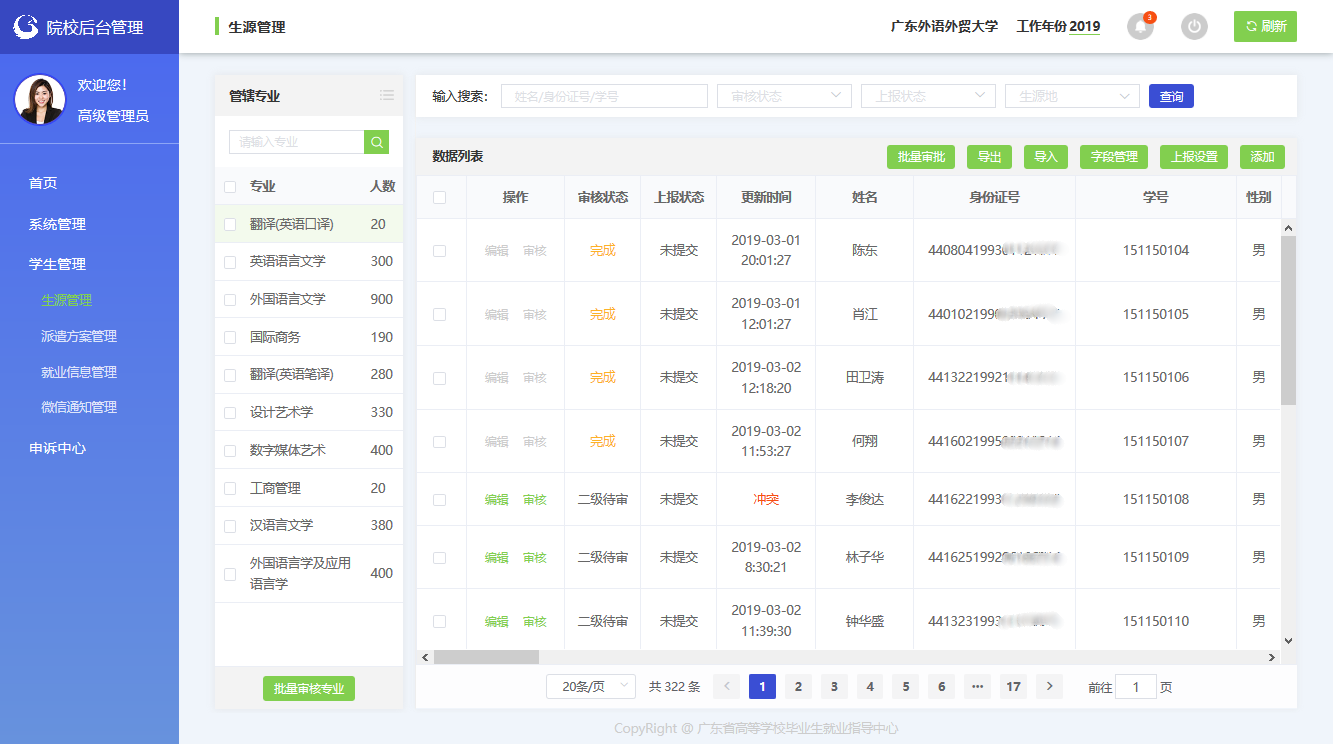 院校后台管理
生源管理
广东外语外贸大学 工作年份 2019
3
刷新
欢迎您!
高级管理员
首页
系统管理
学生管理
生源管理
派遣方案管理
就业信息管理
微信通知管理
申诉中心
管辖专业
请输入专业
专业 人数
翻译(英语口译) 20
英语语言文学 300
外国语言文学 900
国际商务 190
翻译(英语笔译) 280
设计艺术学 330
数字媒体艺术 400
工商管理 20
汉语言文学 380
外国语言学及应用
语言学 400
批量审核专业
输入搜索: 姓名/身份证号/学号 审核状态 上报状态 生源地 查询
数据列表 批量审批 导出 导入 字段管理 上报设置 添加
操作 审核状态 上报状态 更新时间 姓名 身份证号 学号 性别
编辑 审核 完成 未提交 2019-03-01 20:01:27 陈东 4408041993 151150104 男
编辑 审核 完成 未提交 2019-03-01 12:01:27 肖江 440102199 151150105 男
编辑 审核 完成 未提交 2019-03-02 12:18:20 田卫涛 4413221992 151150106 男
编辑 审核 完成 未提交 2019-03-02 11:53:27 何翔 4416021995 151150107 男
编辑 审核 二级待审 未提交 冲突 李俊达 4416221993 151150108 男
编辑 审核 二级待审 未提交 2019-03-02 8:30:21 林子华 4416251992 151150109 男
编辑 审核 二级待审 未提交 2019-03-02 11:39:30 钟华盛 441323199 151150110 男
20条/页 共 322 条 1 2 3 4 5 6 ··· 17 前往 1 页
CopyRight @ 广东省高等学校毕业生就业指导中心